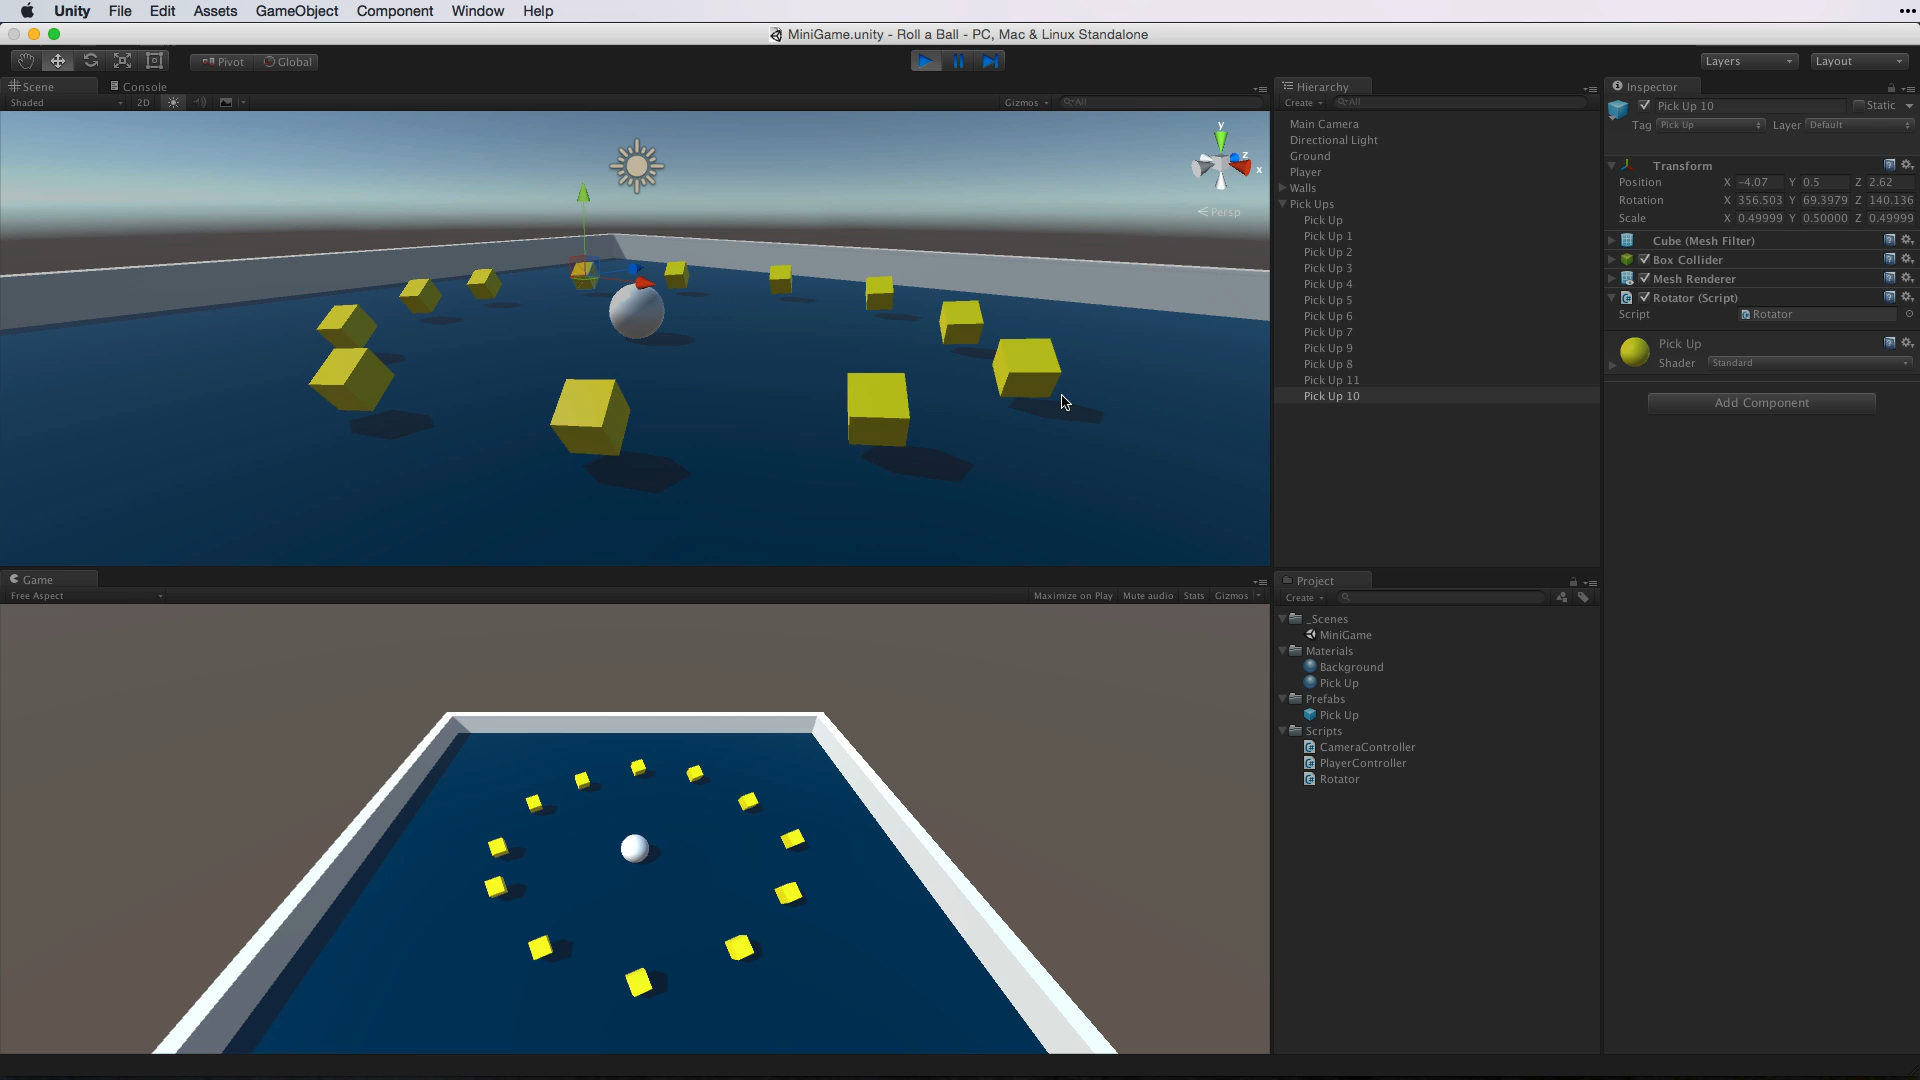 Unity File Edit Assets GameObject Component Window Help
MiniGame.unity - Roll a Ball - PC, Mac & Linux Standalone
Pivot Global Layers Layout
Scene Console
Shaded 2D Gizmos All
y
z
x
Persp
Hierarchy
Create All
Main Camera
Directional Light
Ground
Player
Walls
Pick Ups
Pick Up
Pick Up 1
Pick Up 2
Pick Up 3
Pick Up 4
Pick Up 5
Pick Up 6
Pick Up 7
Pick Up 9
Pick Up 8
Pick Up 11
Pick Up 10
Inspector
Pick Up 10 Static
Tag Pick Up Layer Default
Transform
Position X -4.07 Y 0.5 Z 2.62
Rotation X 356.503 Y 69.3979 Z 140.136
Scale X 0.49999 Y 0.50000 Z 0.49999
Cube (Mesh Filter)
Box Collider
Mesh Renderer
Rotator (Script)
Script Rotator
Pick Up
Shader Standard
Add Component
Game
Free Aspect Maximize on Play Mute audio Stats Gizmos
Project
Create
_Scenes
MiniGame
Materials
Background
Pick Up
Prefabs
Pick Up
Scripts
CameraController
PlayerController
Rotator